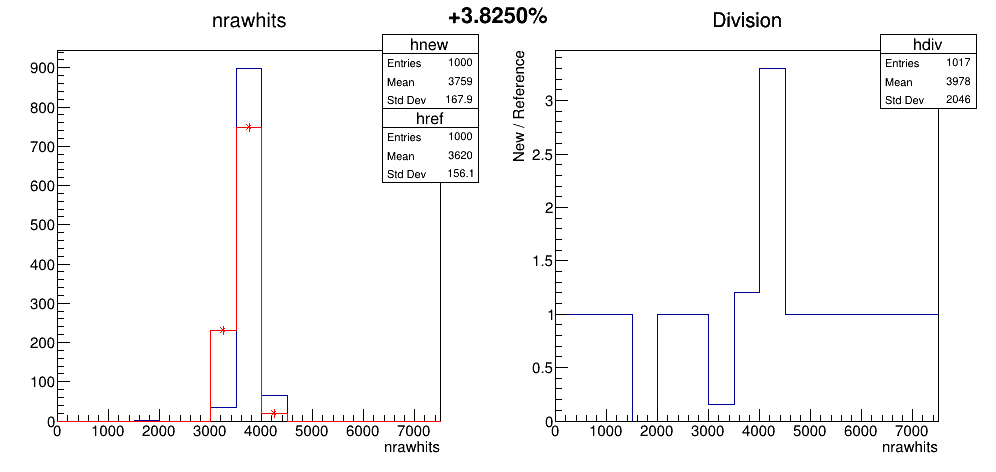 +3.8250%
nrawhits
hnew
Entries 1000
Mean 3759
Std Dev 167.9
href
Entries 1000
Mean 3620
Std Dev 156.1
900
800
700
600
500
400
300
200
100
0
0 1000 2000 3000 4000 5000 6000 7000
nrawhits
Division
hdiv
Entries 1017
Mean 3978
Std Dev 2046
New / Reference
3
2.5
2
1.5
1
0.5
0
0 1000 2000 3000 4000 5000 6000 7000
nrawhits